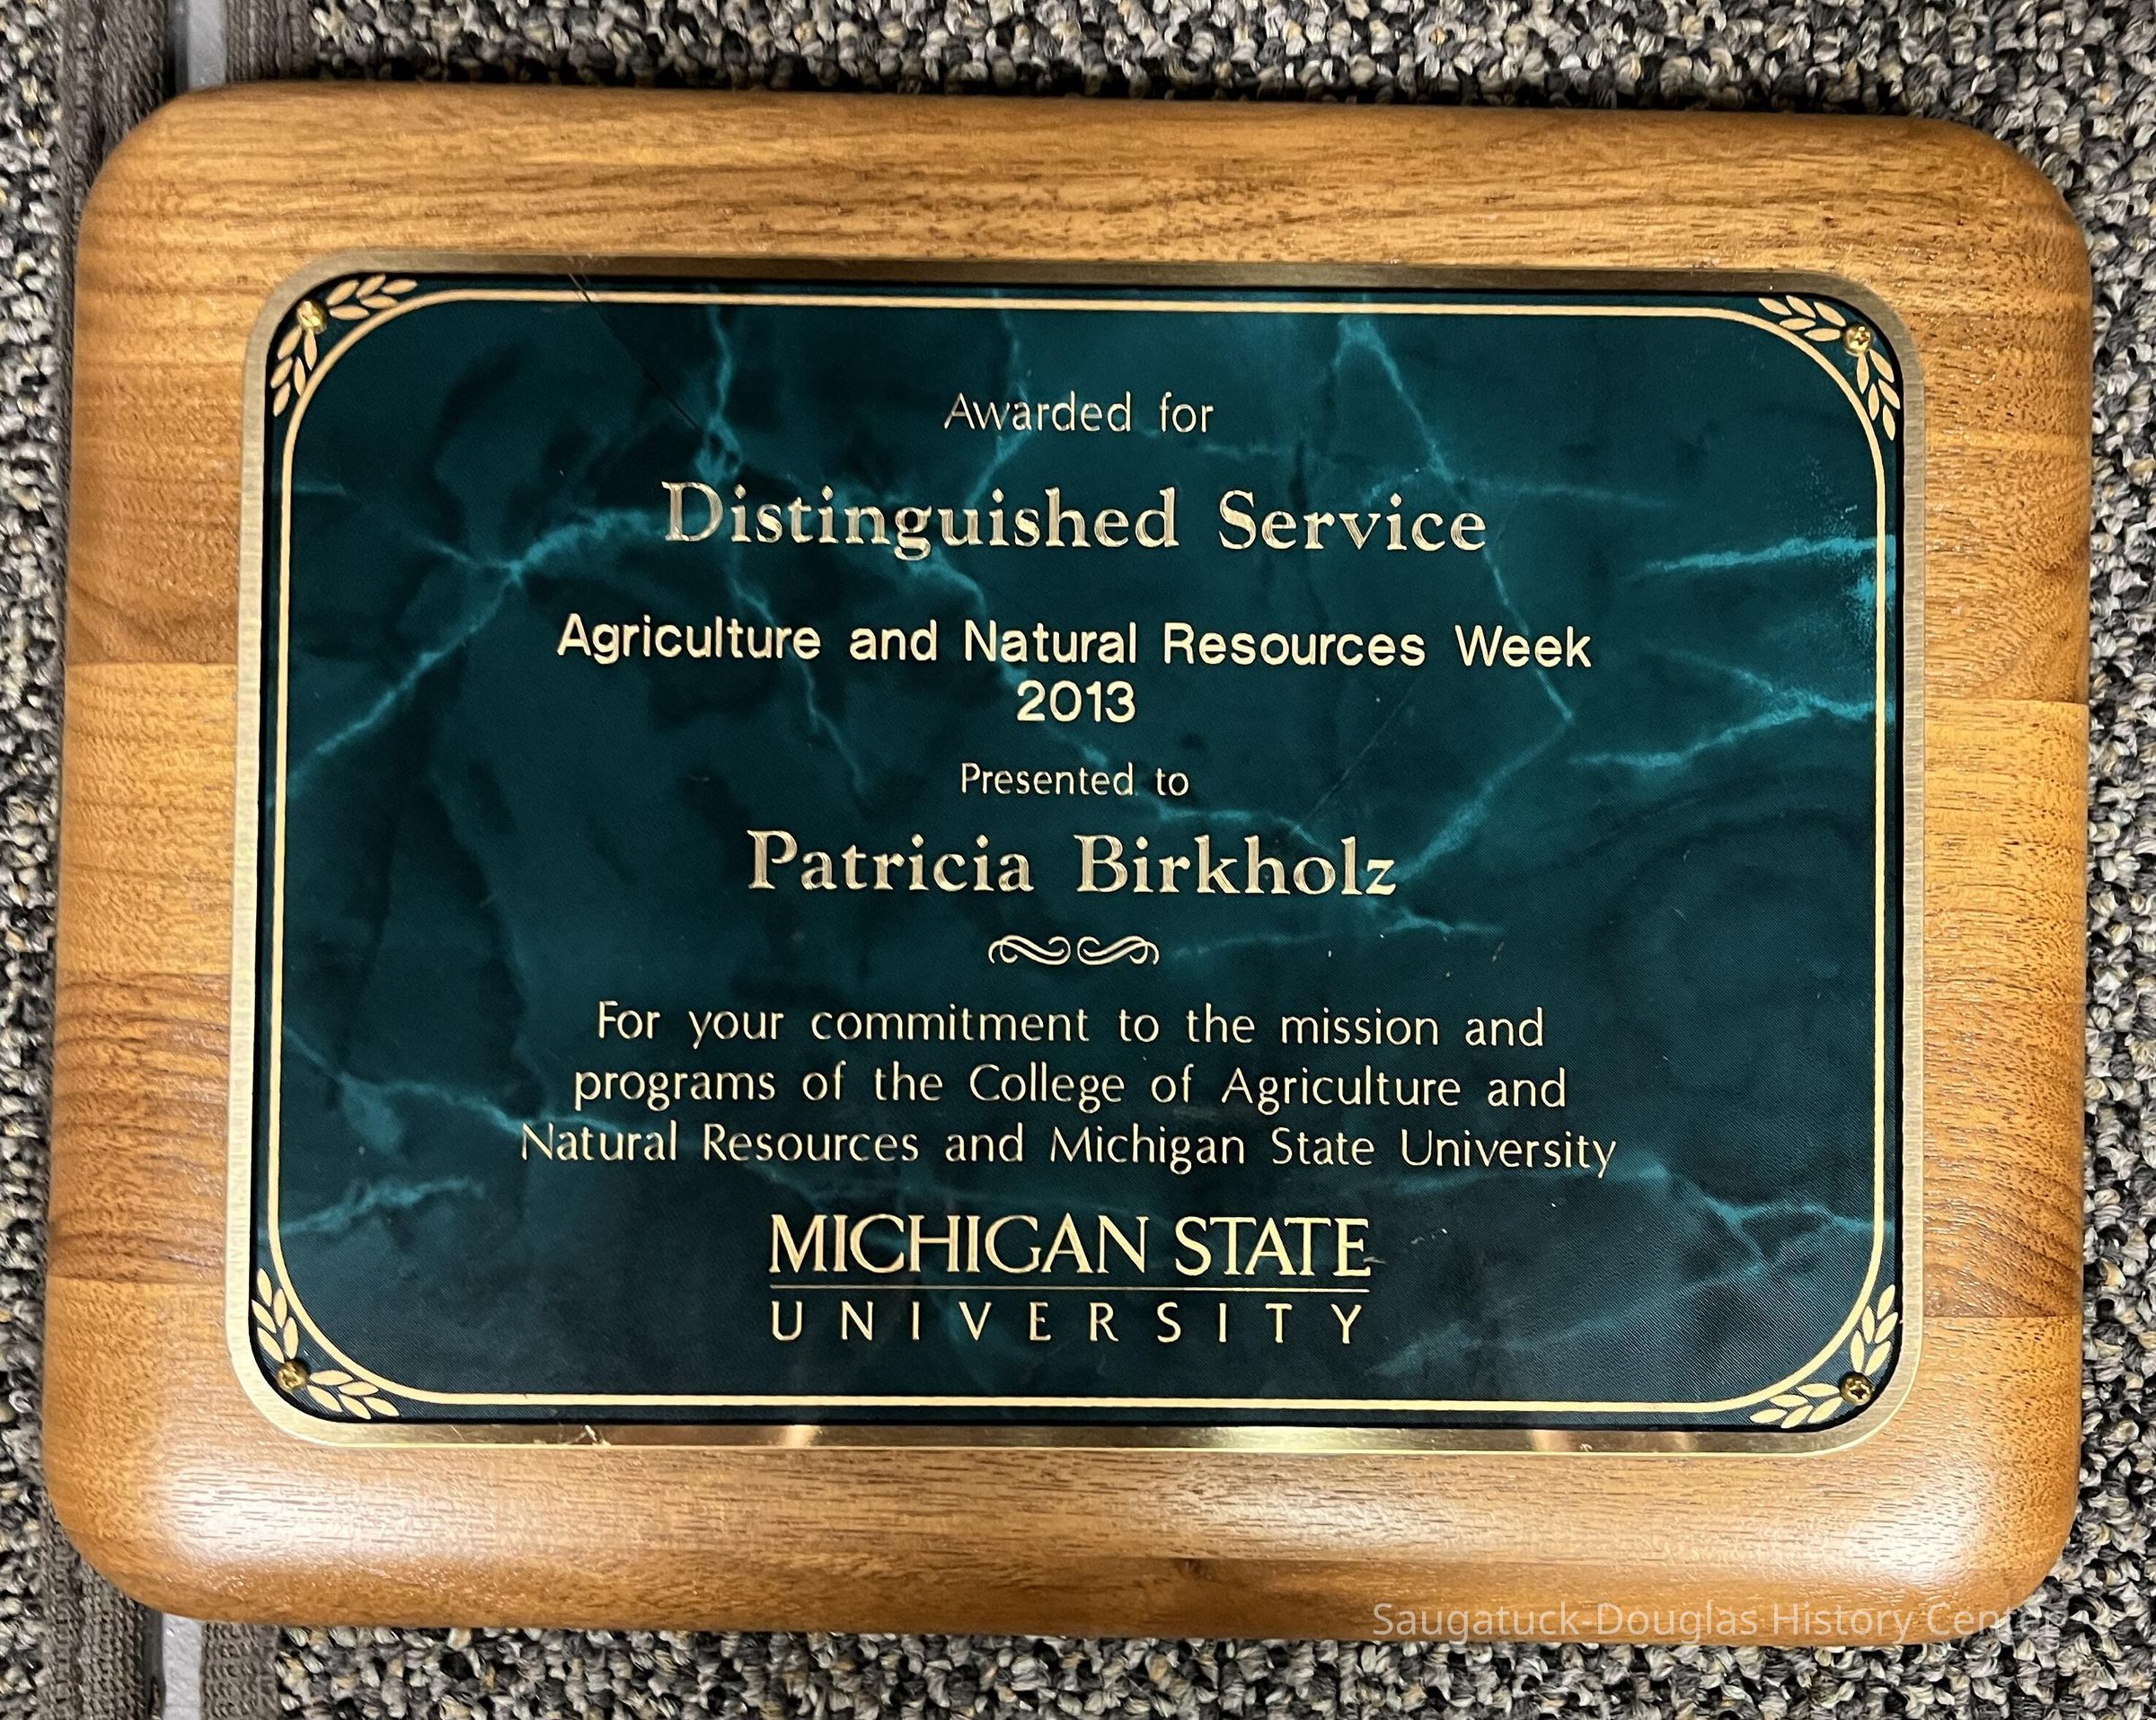 Awarded for
Distinguished Service
Agriculture and Natural Resources Week
2013
Presented to
Patricia Birkholz
For your commitment to the mission and
programs of the College of Agriculture and
Natural Resources and Michigan State University
MICHIGAN STATE
UNIVERSITY
Saugatuck-Douglas History Center